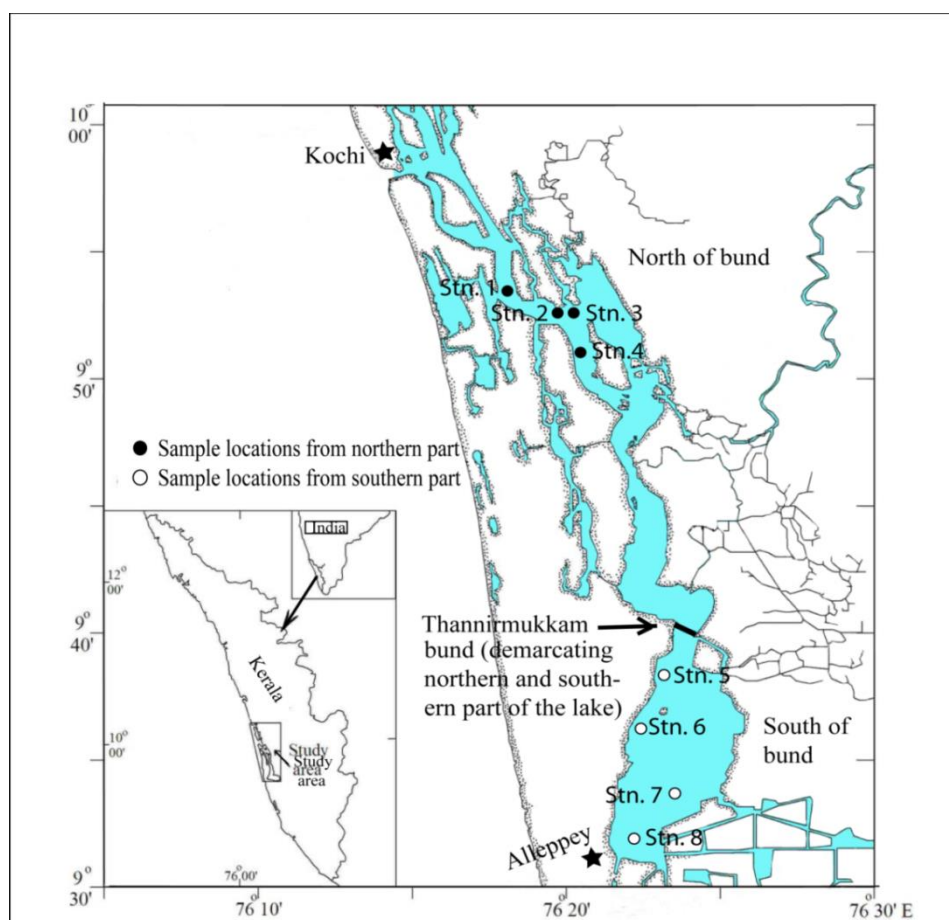 10°
00'
Kochi
North of bund
Stn. 1
Stn. 2
Stn. 3
Stn.4
9°
50'
Sample locations from northern part
Sample locations from southern part
India
12°
00'
9°
40'
Thannirmukkam
bund (demarcating
northern and south-
ern part of the lake)
Kerala
Stn. 5
Stn. 6
South of
bund
10°
00'
Study
Study
area
area
Stn. 7
Stn. 8
Alleppey
76°00'
9°
30'
76°10'
76°20'
76°30' E